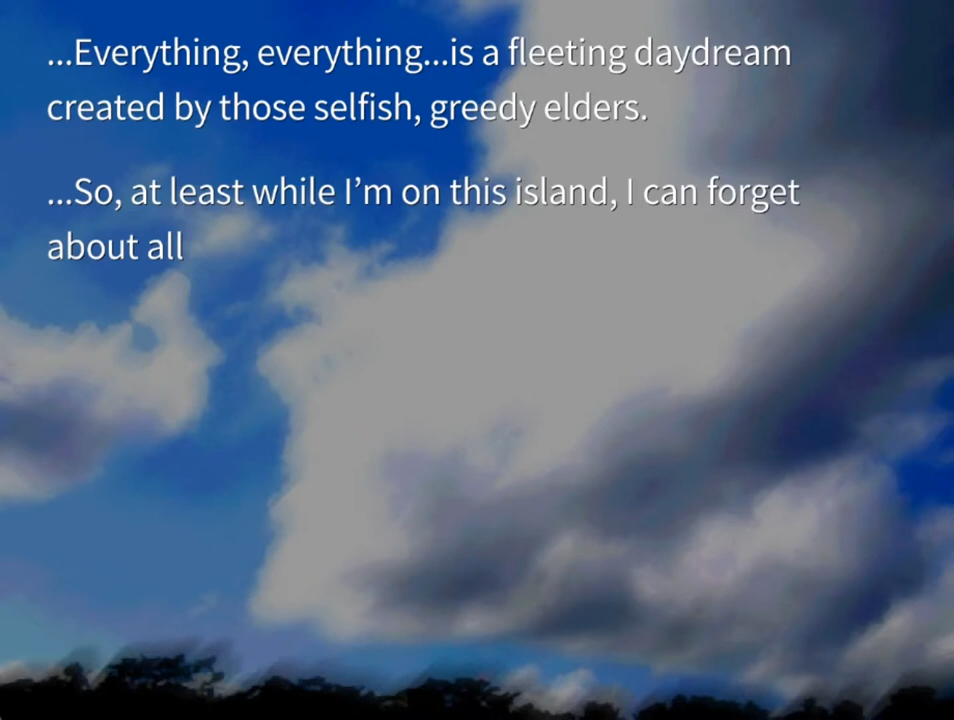 ...Everything, everything...is a fleeting daydream
created by those selfish, greedy elders.
...So, at least while I’m on this island, I can forget
about all